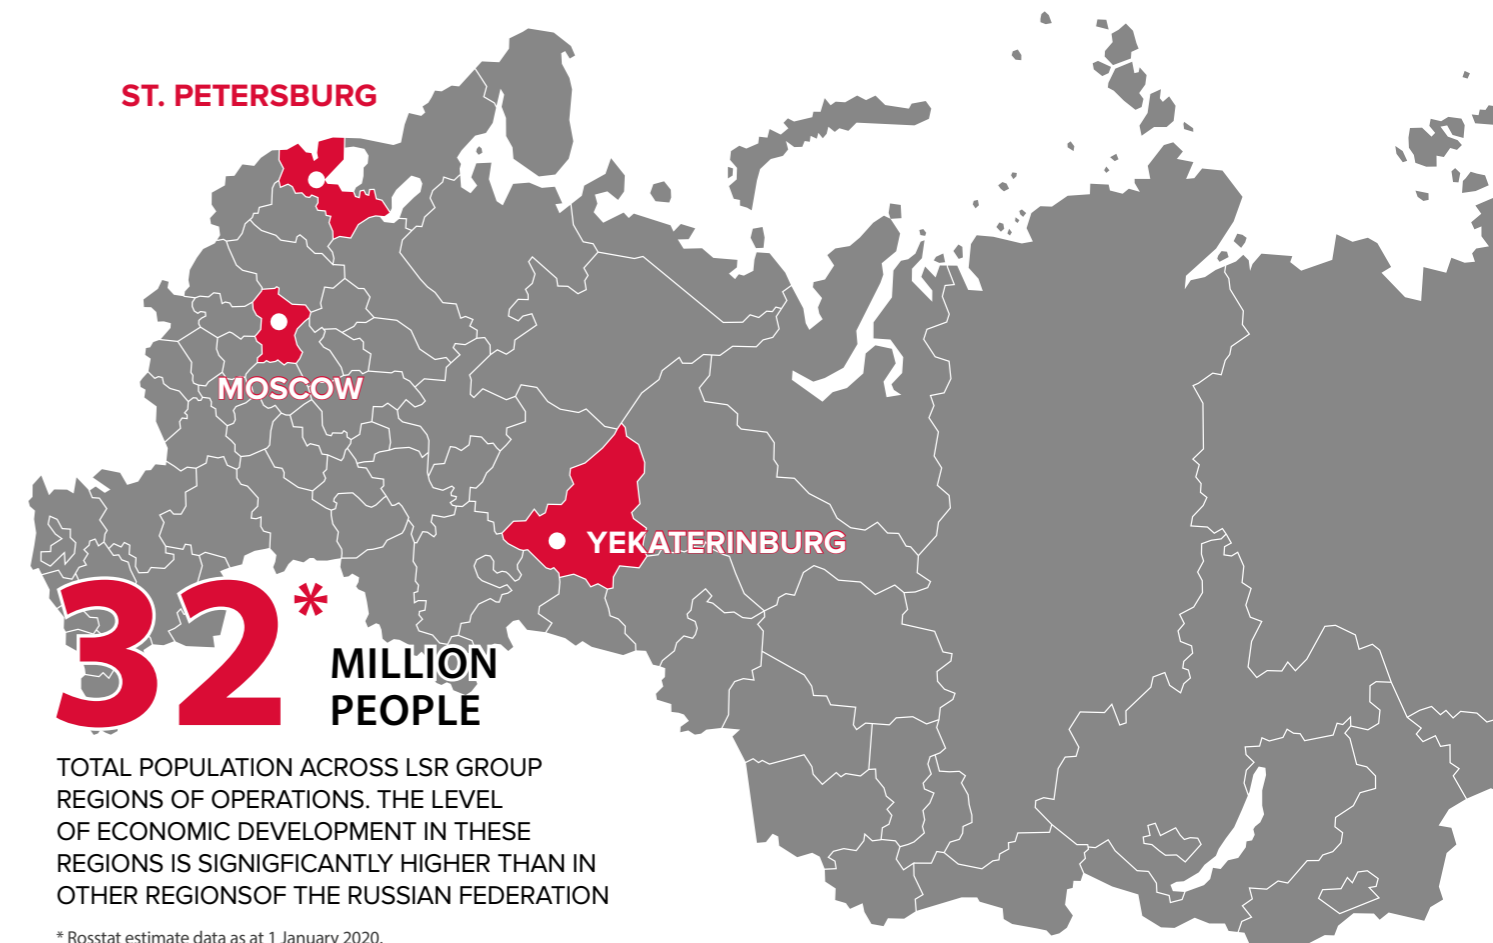 ST. PETERSBURG
MOSCOW
YEKATERINBURG
32*
MILLION
PEOPLE
TOTAL POPULATION ACROSS LSR GROUP
REGIONS OF OPERATIONS. THE LEVEL
OF ECONOMIC DEVELOPMENT IN THESE
REGIONS IS SIGNIGFICANTLY HIGHER THAN IN
OTHER REGIONSOF THE RUSSIAN FEDERATION
* Rosstat estimate data as at 1 January 2020.